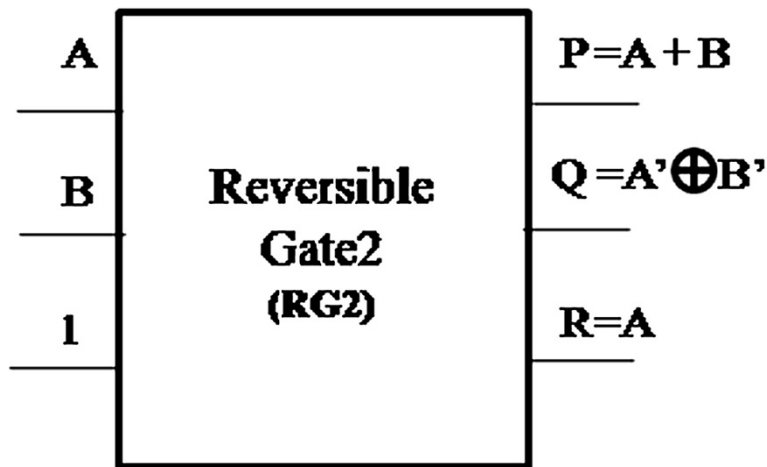 A
B
1
Reversible
Gate2
(RG2)
P=A+B
Q =A’⊕B’
R=A